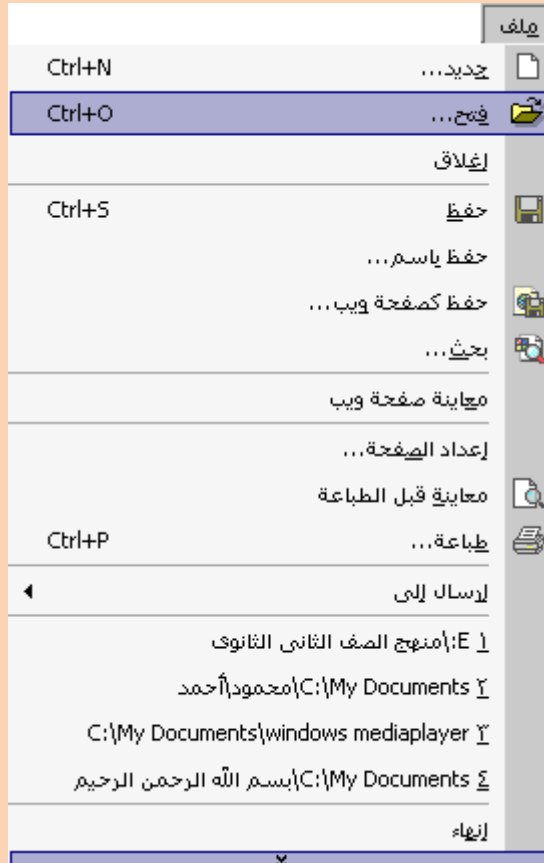 ملف
جديد... Ctrl+N
فتح... Ctrl+O
إغلاق
حفظ Ctrl+S
حفظ باسم...
حفظ كصفحة ويب...
بحث...
معاينة صفحة ويب
إعداد الصفحة...
معاينة قبل الطباعة
طباعة... Ctrl+P
إرسال إلى
١ E:\منهج الصف الثانى الثانوى
٢ C:\My Documents\محمود\أحمد
٣ C:\My Documents\windows mediaplayer
٤ C:\My Documents\بسم الله الرحمن الرحيم
إنهاء